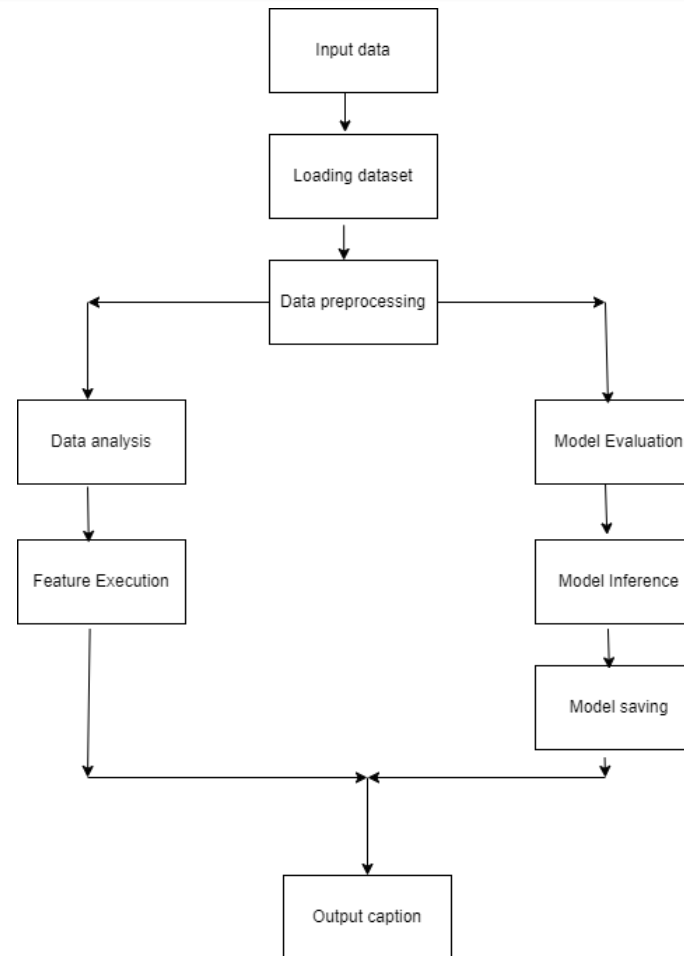 Input data
Loading dataset
Data preprocessing
Data analysis
Model Evaluation
Feature Execution
Model Inference
Model saving
Output caption